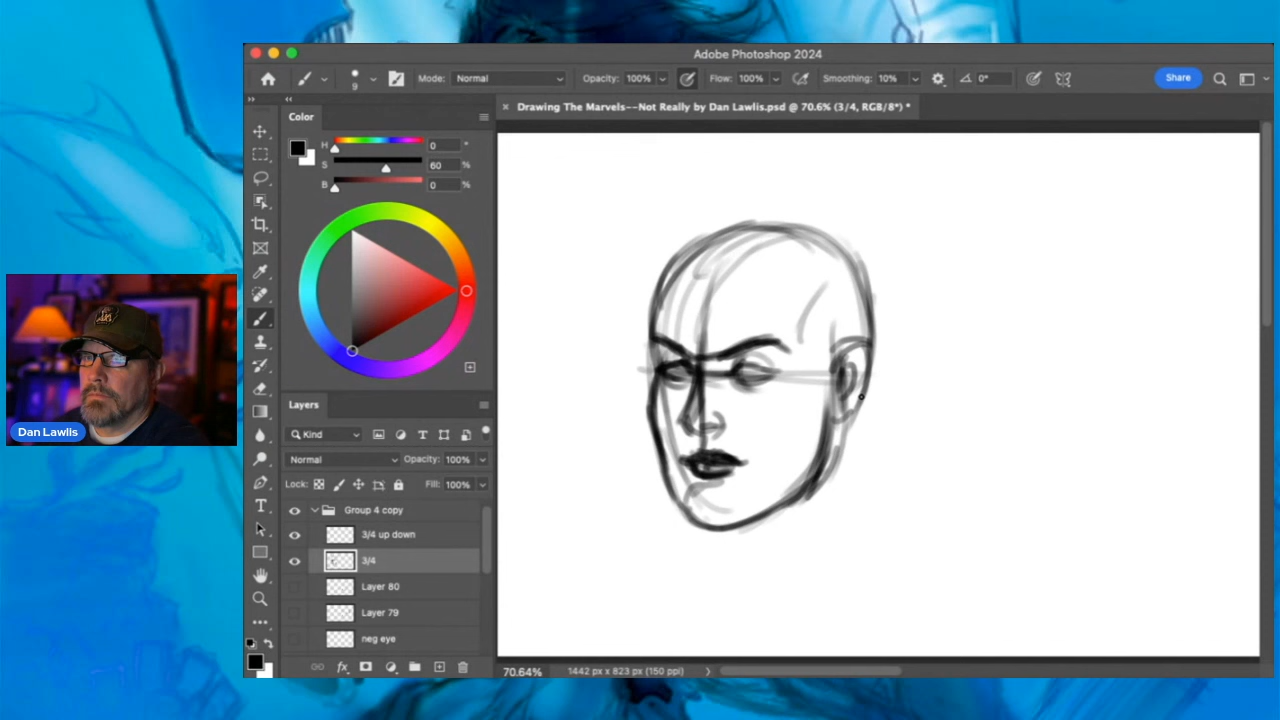 Adobe Photoshop 2024
9
Mode: Normal
Opacity: 100%
Flow: 100%
Smoothing: 10%
0°
Share
Color
Drawing The Marvels--Not Really by Dan Lawlis.psd @ 70.6% (3/4, RGB/8*) *
H 0 °
S 60 %
B 0 %
Layers
Kind
Normal
Opacity: 100%
Lock:
Fill: 100%
Group 4 copy
3/4 up down
3/4
Layer 80
Layer 79
neg eye
70.64%
1442 px x 823 px (150 ppi)
Dan Lawlis